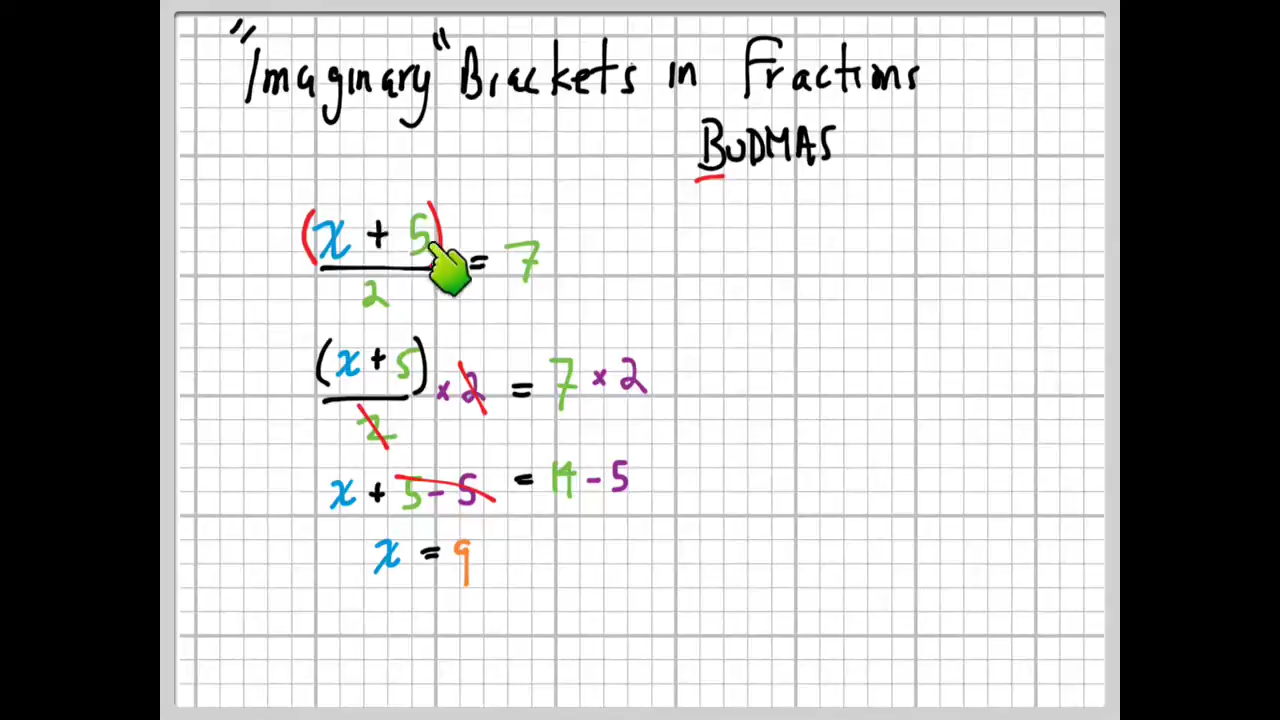 "Imaginary" Brackets in Fractions
BUDMAS
(x + 5)
= 7
2
(x + 5)
× 2 = 7 × 2
2
x + 5 - 5 = 14 - 5
x = 9